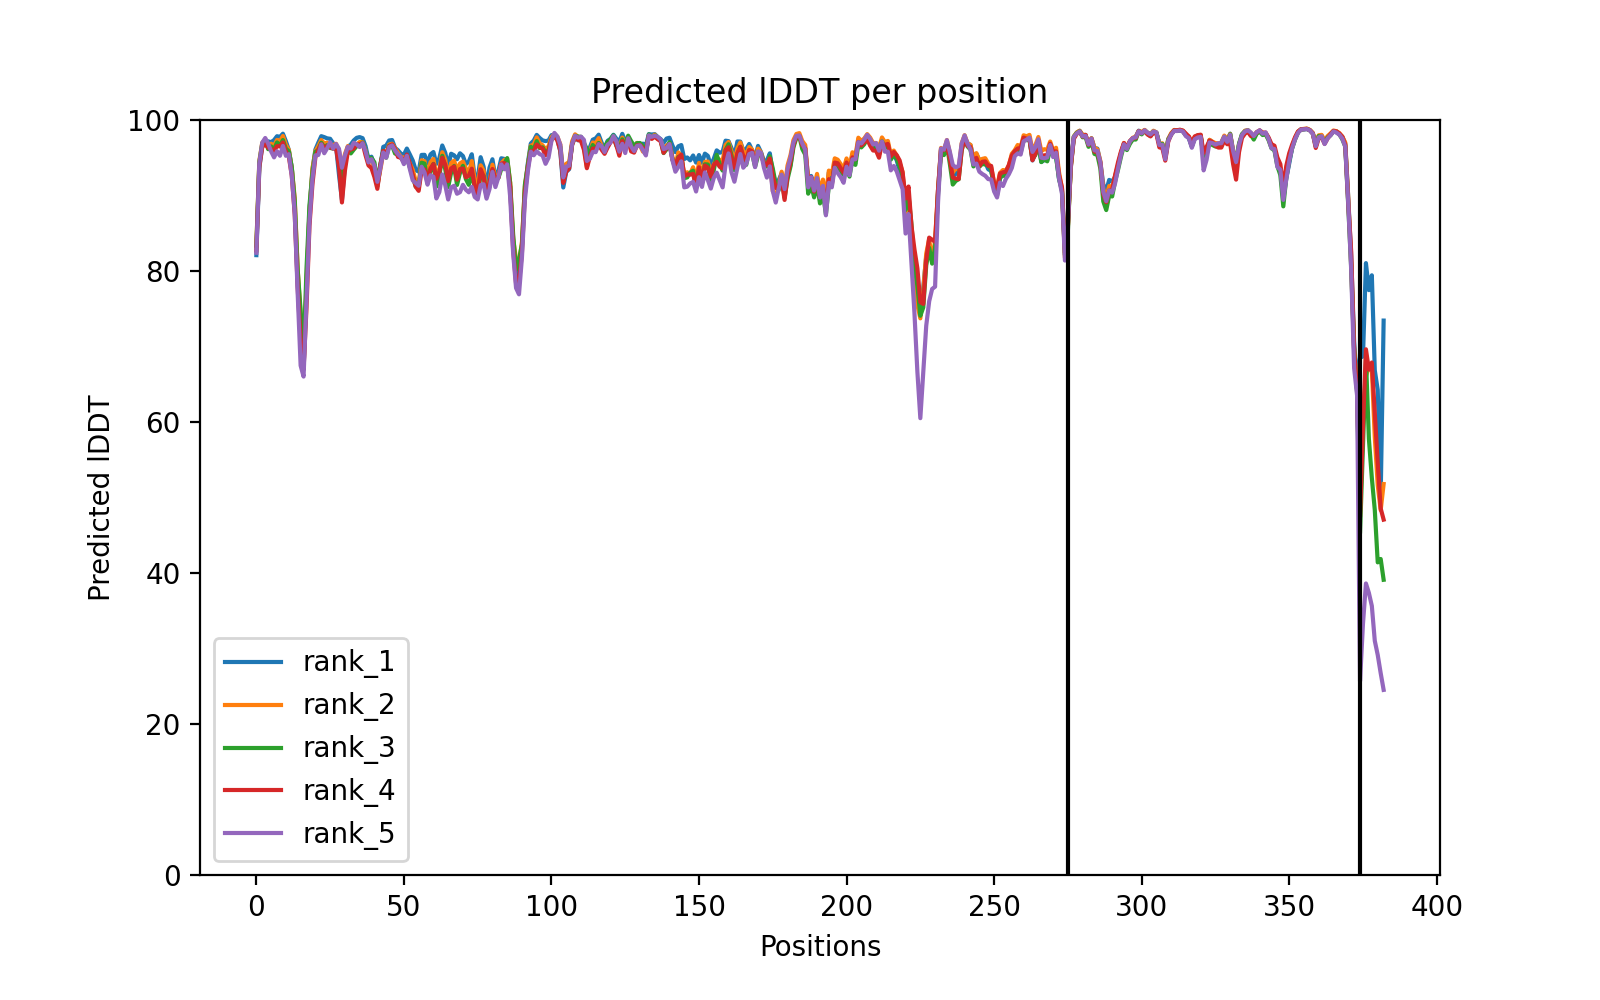 Predicted lDDT per position
100
80
60
40
20
0
Predicted lDDT
rank_1
rank_2
rank_3
rank_4
rank_5
0 50 100 150 200 250 300 350 400
Positions